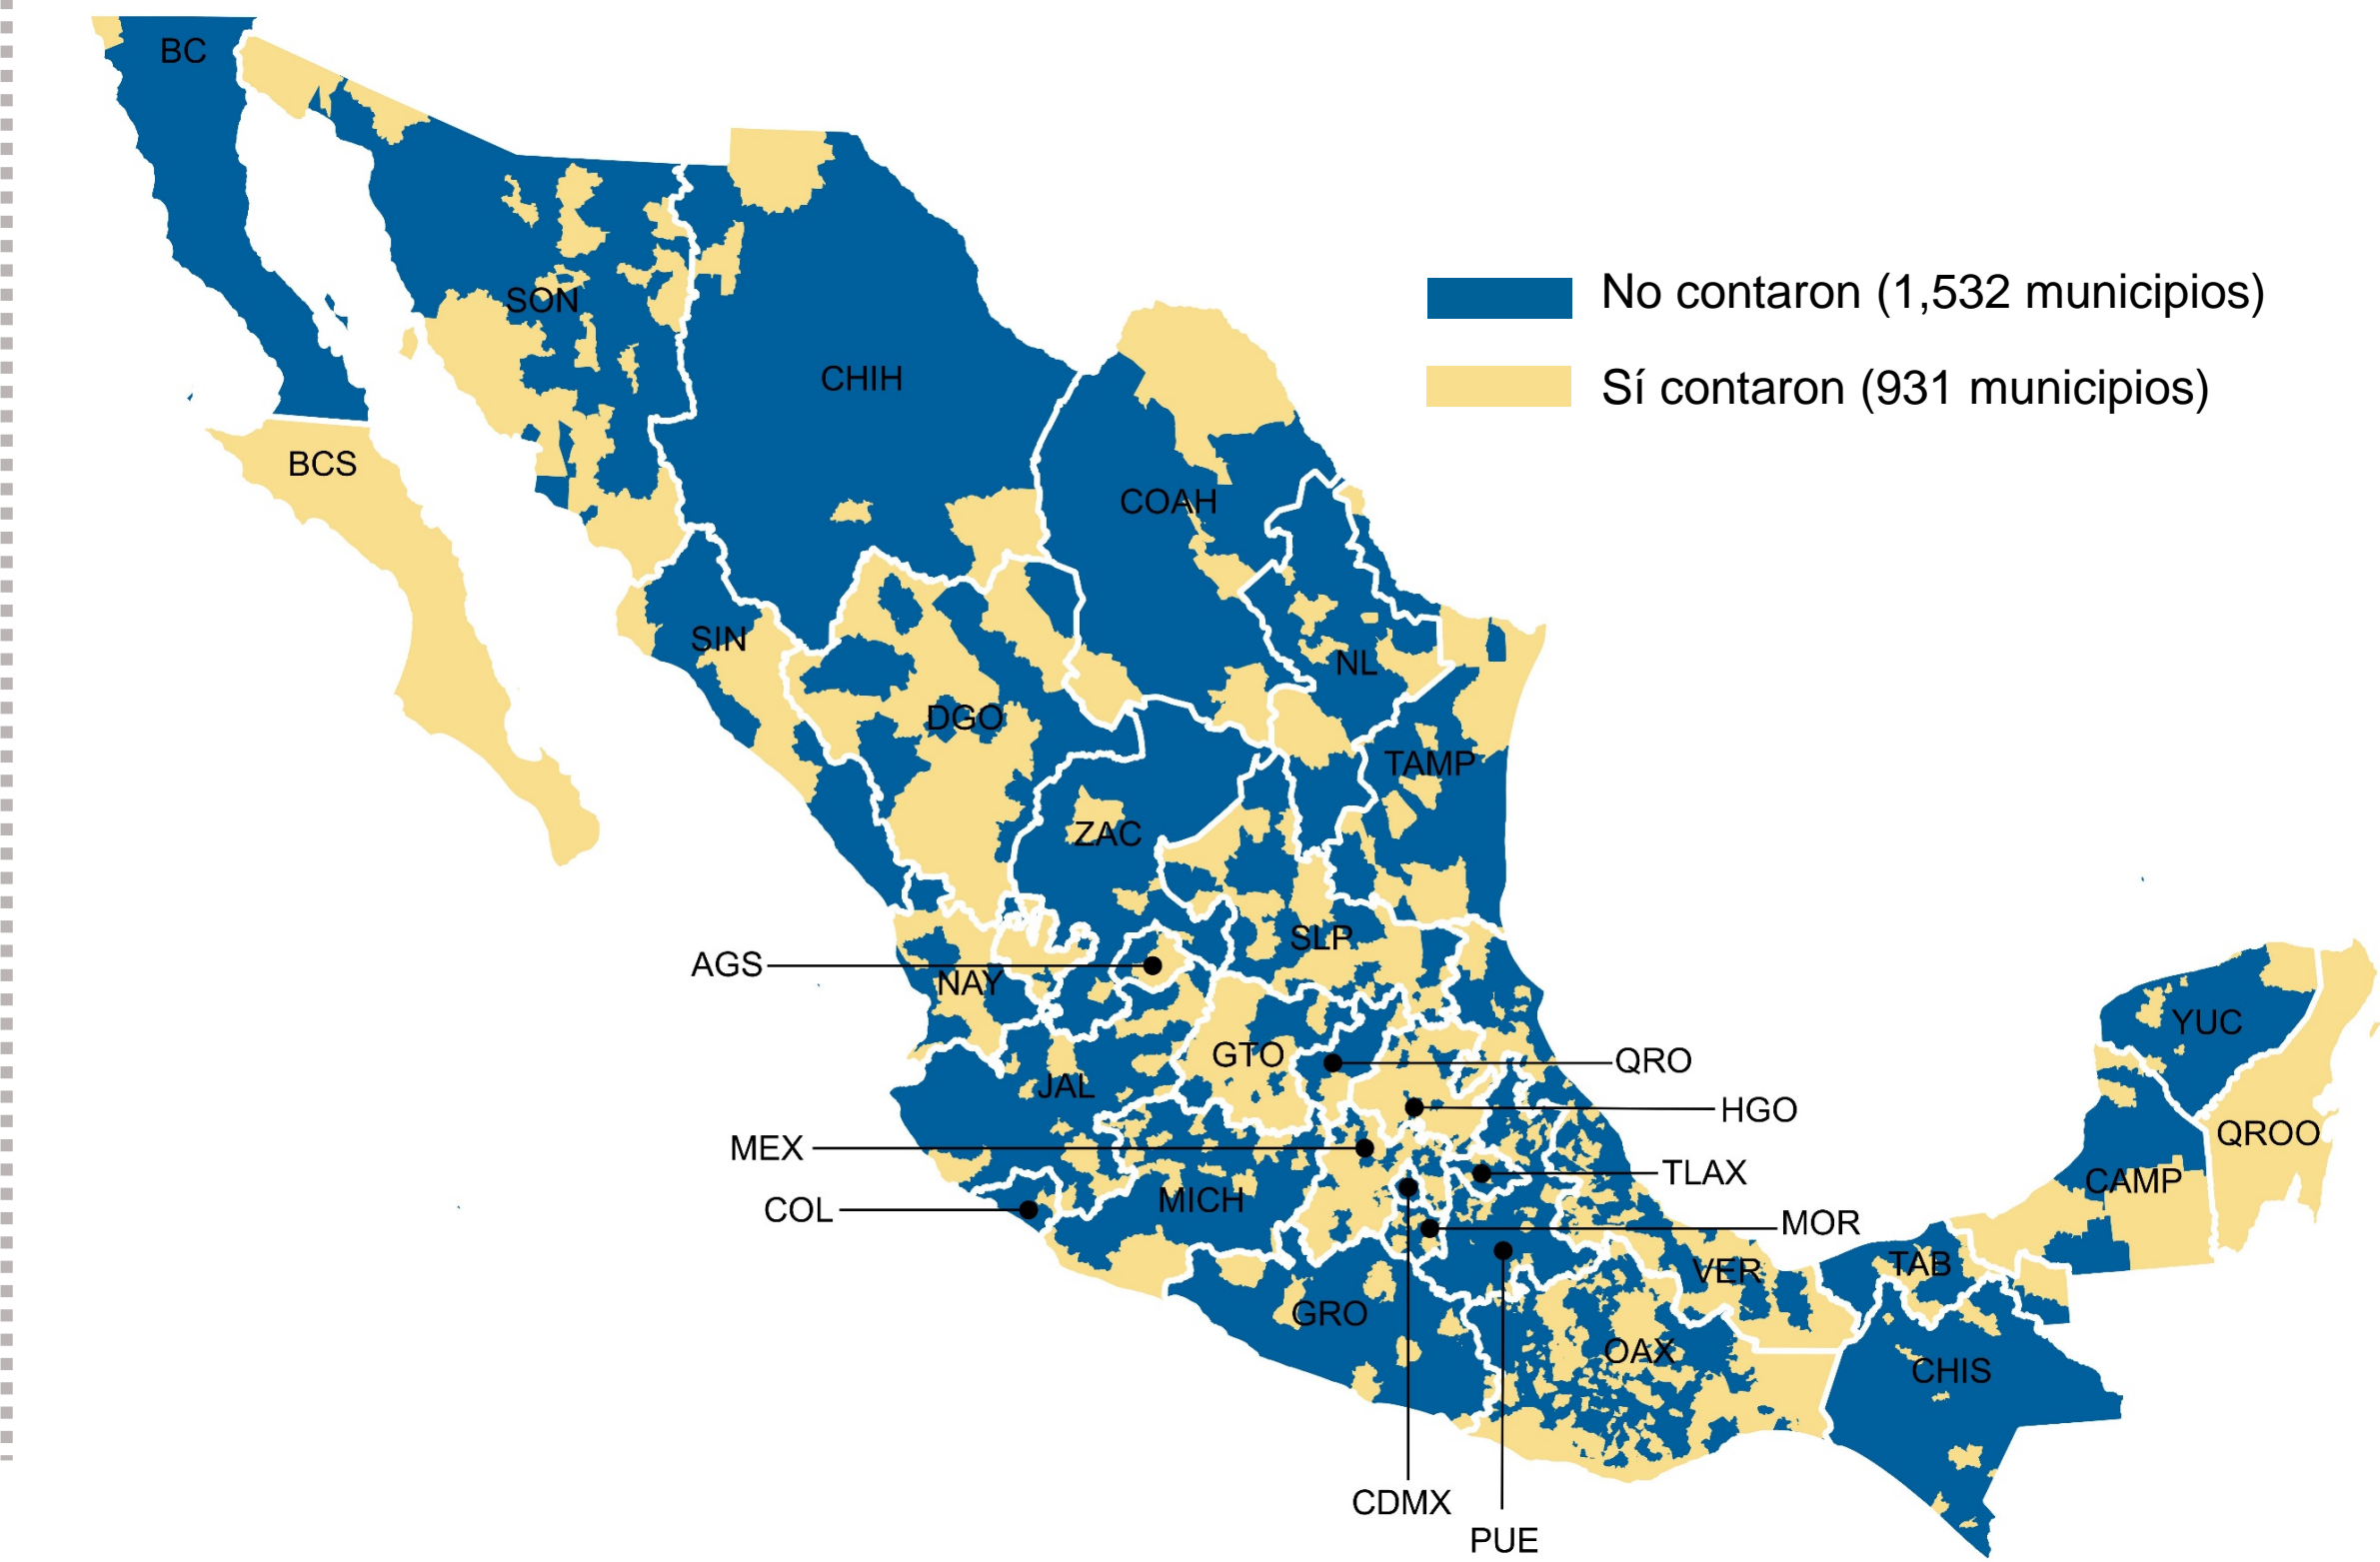 BC
No contaron (1,532 municipios)
SON
CHIH
Sí contaron (931 municipios)
BCS
COAH
SIN
NL
DGO
TAMP
ZAC
SLP
AGS
NAY
YUC
GTO
QRO
JAL
HGO
QROO
MEX
TLAX
CAMP
MICH
COL
MOR
TAB
VER
GRO
OAX
CHIS
CDMX
PUE